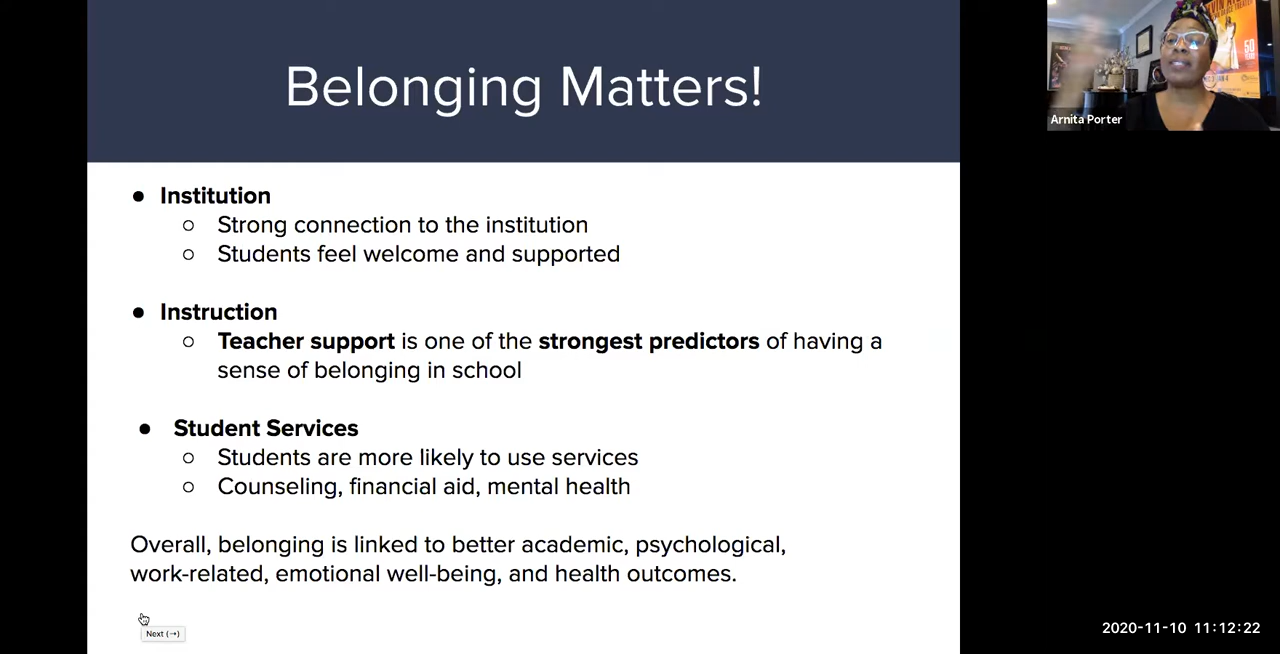 Belonging Matters!
● Institution
○ Strong connection to the institution
○ Students feel welcome and supported
● Instruction
○ Teacher support is one of the strongest predictors of having a
sense of belonging in school
● Student Services
○ Students are more likely to use services
○ Counseling, financial aid, mental health
Overall, belonging is linked to better academic, psychological,
work-related, emotional well-being, and health outcomes.
Next (→)
Arnita Porter
50
2020-11-10 11:12:22